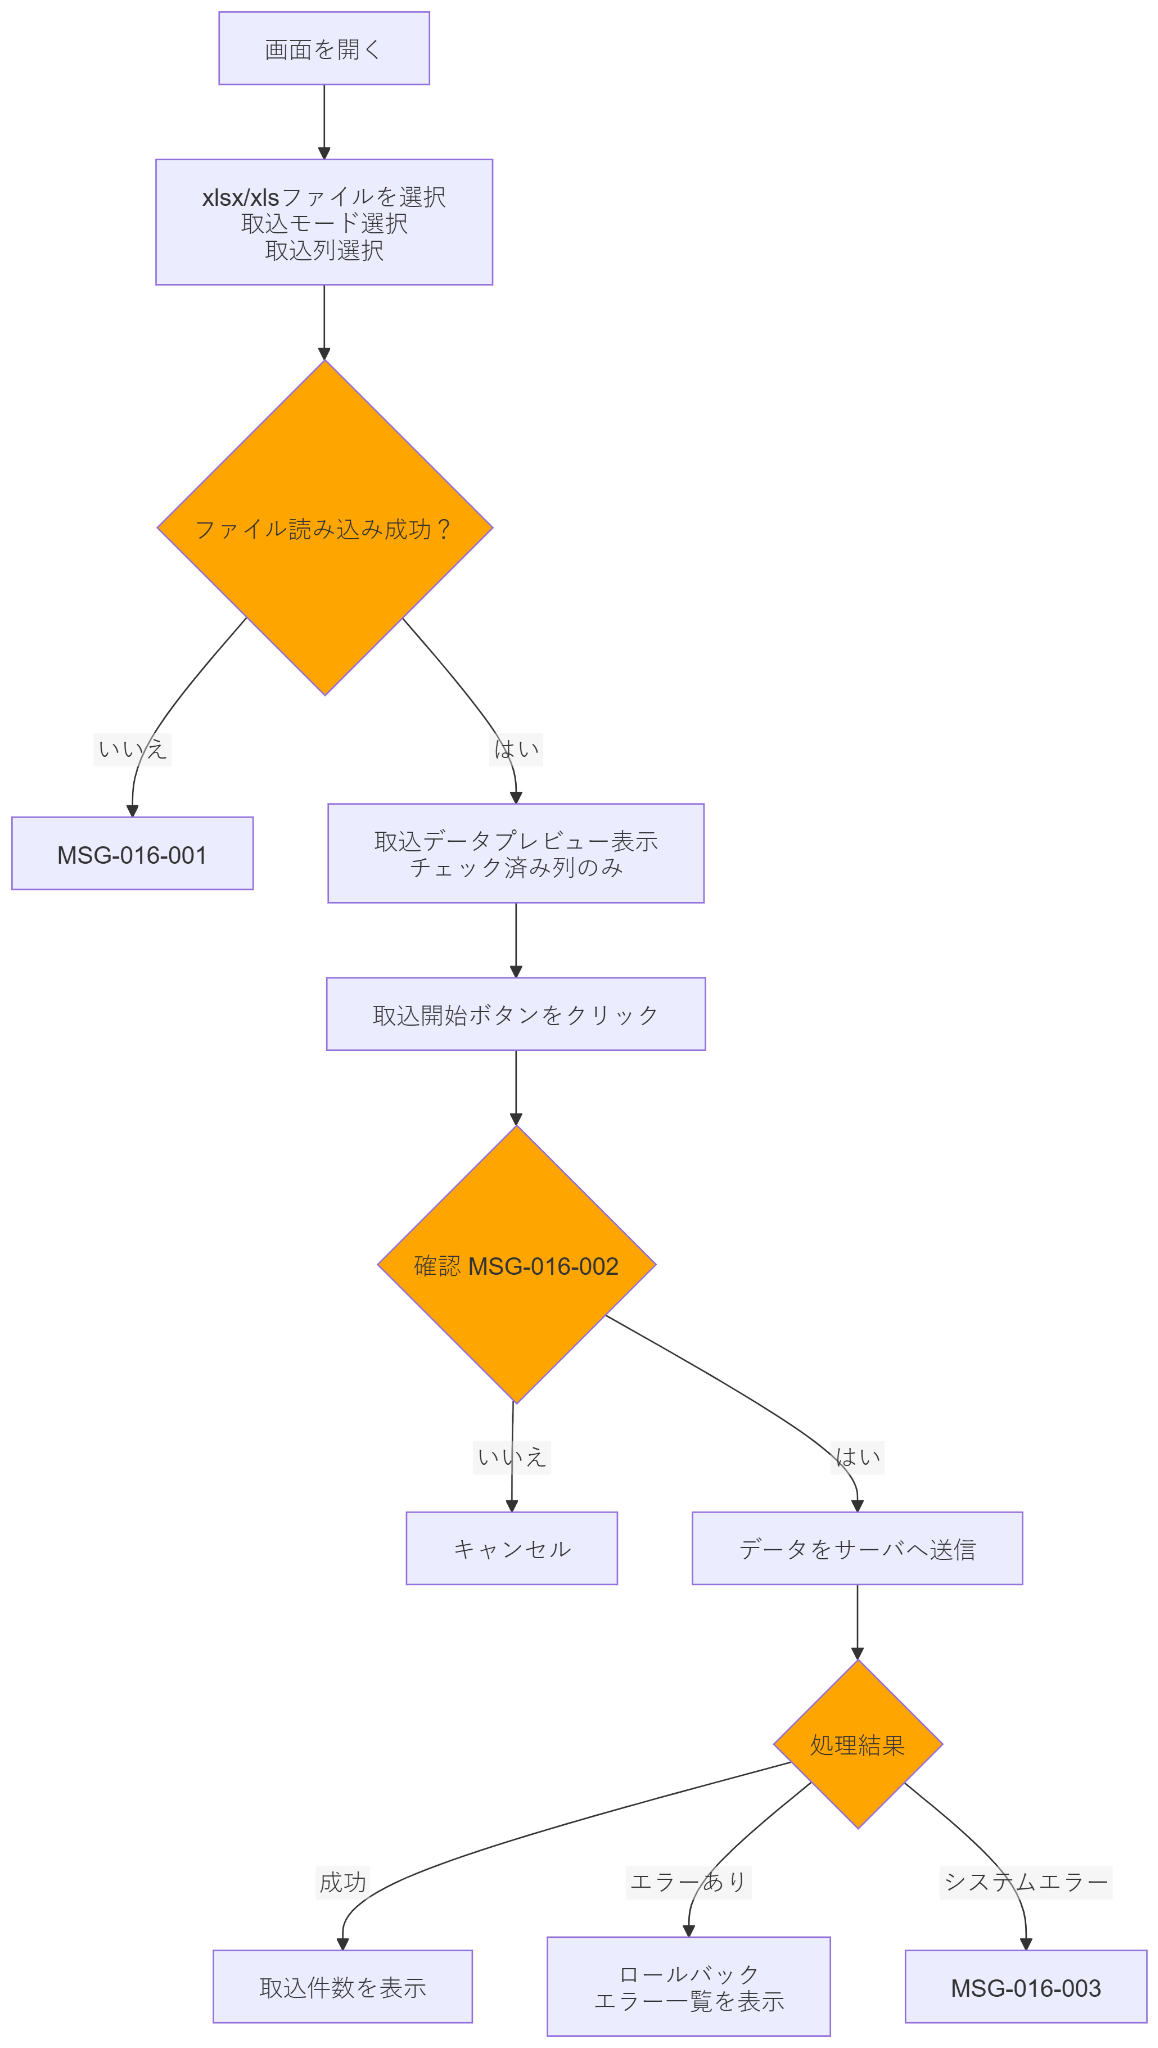 画面を開く
xlsx/xlsファイルを選択
取込モード選択
取込列選択
ファイル読み込み成功？
いいえ
はい
MSG-016-001
取込データプレビュー表示
チェック済み列のみ
取込開始ボタンをクリック
確認 MSG-016-002
いいえ
はい
キャンセル
データをサーバへ送信
処理結果
成功
エラーあり
システムエラー
取込件数を表示
ロールバック
エラー一覧を表示
MSG-016-003